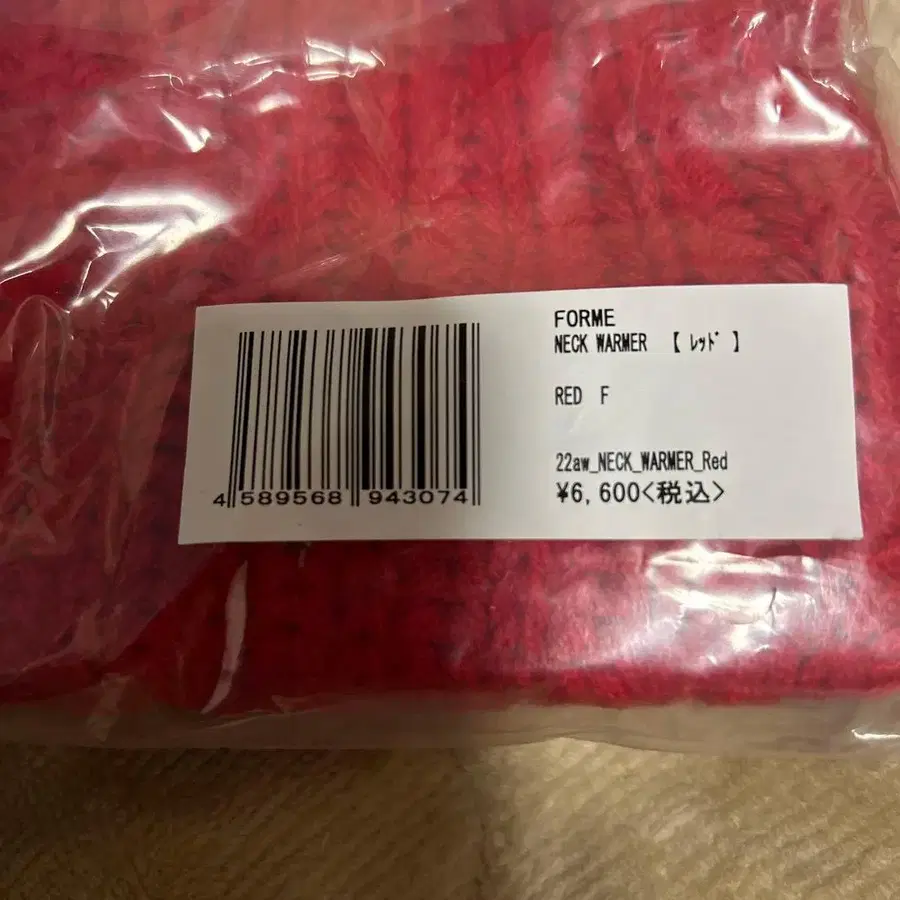 FORME
NECK WARMER 【 ﾚｯﾄﾞ 】
RED F
22aw_NECK_WARMER_Red
¥6,600<税込>
4 589568 943074